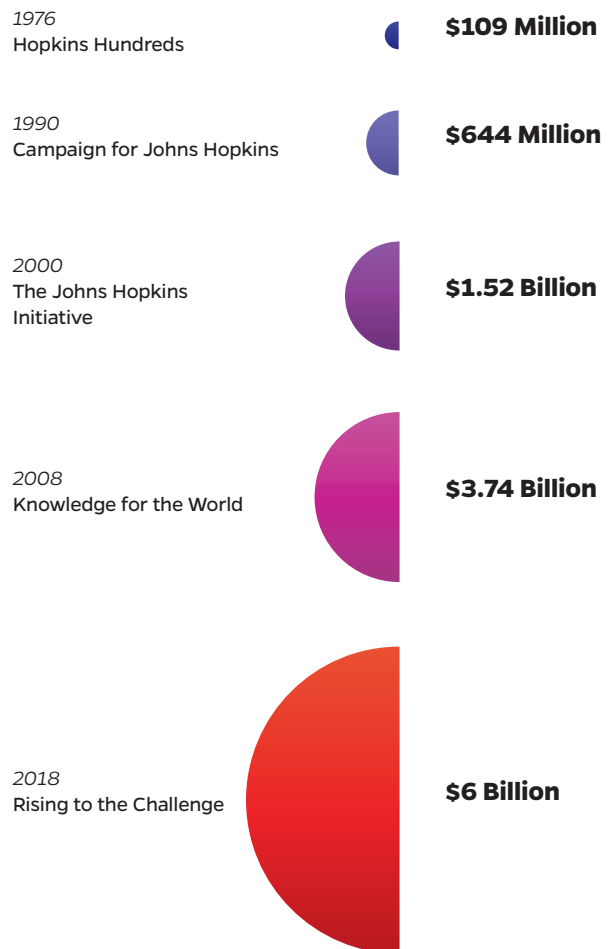 1976
Hopkins Hundreds
$109 Million
1990
Campaign for Johns Hopkins
$644 Million
2000
The Johns Hopkins
Initiative
$1.52 Billion
2008
Knowledge for the World
$3.74 Billion
2018
Rising to the Challenge
$6 Billion